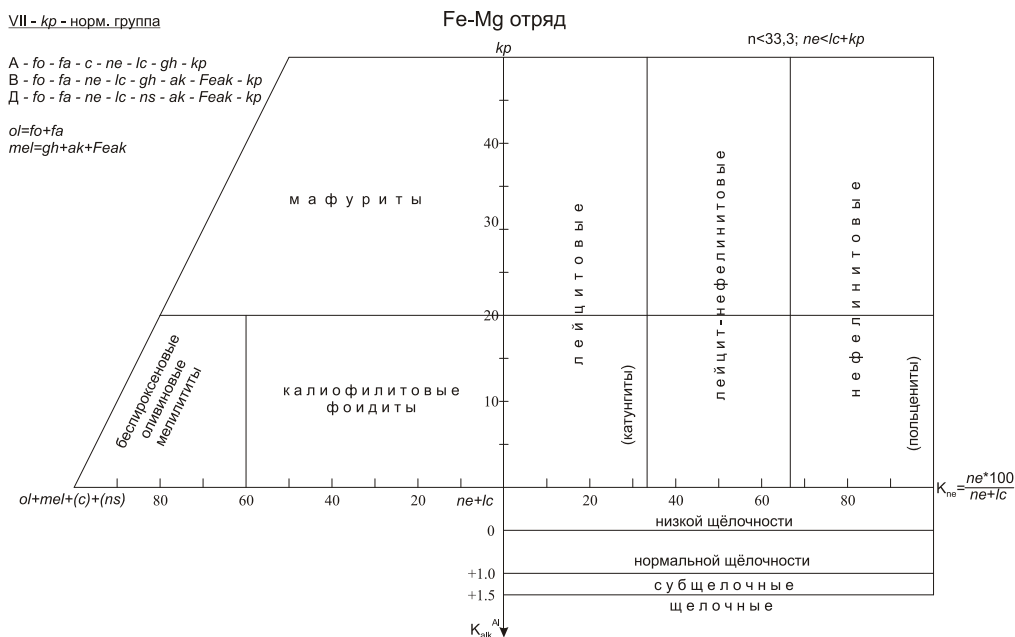 VII - kp - норм. группа
Fe-Mg отряд
kp
n<33,3; ne<lc+kp
A - fo - fa - c - ne - lc - gh - kp
B - fo - fa - ne - lc - gh - ak - Feak - kp
Д - fo - fa - ne - lc - ns - ak - Feak - kp
ol=fo+fa
mel=gh+ak+Feak
40
30
20
10
мафуриты
беспироксеновые
оливиновые
мелилититы
калиофилитовые
фоидиты
лейцитовые
(катунгиты)
лейцит-нефелинитовые
нефелинитовые
(польцениты)
ol+mel+(c)+(ns)
80
60
40
20
ne+lc
20
40
60
80
Kne=ne*100/ne+lc
низкой щёлочности
0
нормальной щёлочности
+1.0
субщелочные
+1.5
щелочные
Kalk Al